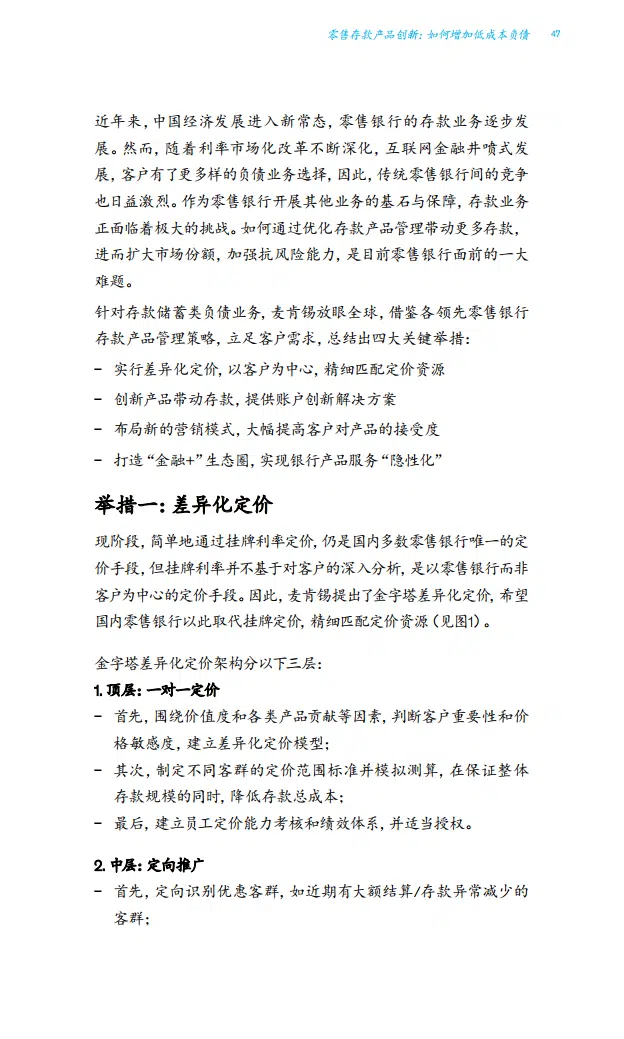 零售存款产品创新：如何增加低成本负债 47
近年来，中国经济发展进入新常态，零售银行的存款业务逐步发
展。然而，随着利率市场化改革不断深化，互联网金融井喷式发
展，客户有了更多样的负债业务选择，因此，传统零售银行间的竞争
也日益激烈。作为零售银行开展其他业务的基石与保障，存款业务
正面临着极大的挑战。如何通过优化存款产品管理带动更多存款，
进而扩大市场份额，加强抗风险能力，是目前零售银行面前的一大
难题。
针对存款储蓄类负债业务，麦肯锡放眼全球，借鉴各领先零售银行
存款产品管理策略，立足客户需求，总结出四大关键举措：
– 实行差异化定价，以客户为中心，精细匹配定价资源
– 创新产品带动存款，提供账户创新解决方案
– 布局新的营销模式，大幅提高客户对产品的接受度
– 打造“金融+”生态圈，实现银行产品服务“隐性化”
举措一：差异化定价
现阶段，简单地通过挂牌利率定价，仍是国内多数零售银行唯一的定
价手段，但挂牌利率并不基于对客户的深入分析，是以零售银行而非
客户为中心的定价手段。因此，麦肯锡提出了金字塔差异化定价，希望
国内零售银行以此取代挂牌定价，精细匹配定价资源（见图1）。
金字塔差异化定价架构分以下三层：
1. 顶层：一对一定价
– 首先，围绕价值度和各类产品贡献等因素，判断客户重要性和价
格敏感度，建立差异化定价模型；
– 其次，制定不同客群的定价范围标准并模拟测算，在保证整体
存款规模的同时，降低存款总成本；
– 最后，建立员工定价能力考核和绩效体系，并适当授权。
2. 中层：定向推广
– 首先，定向识别优惠客群，如近期有大额结算/存款异常减少的
客群；